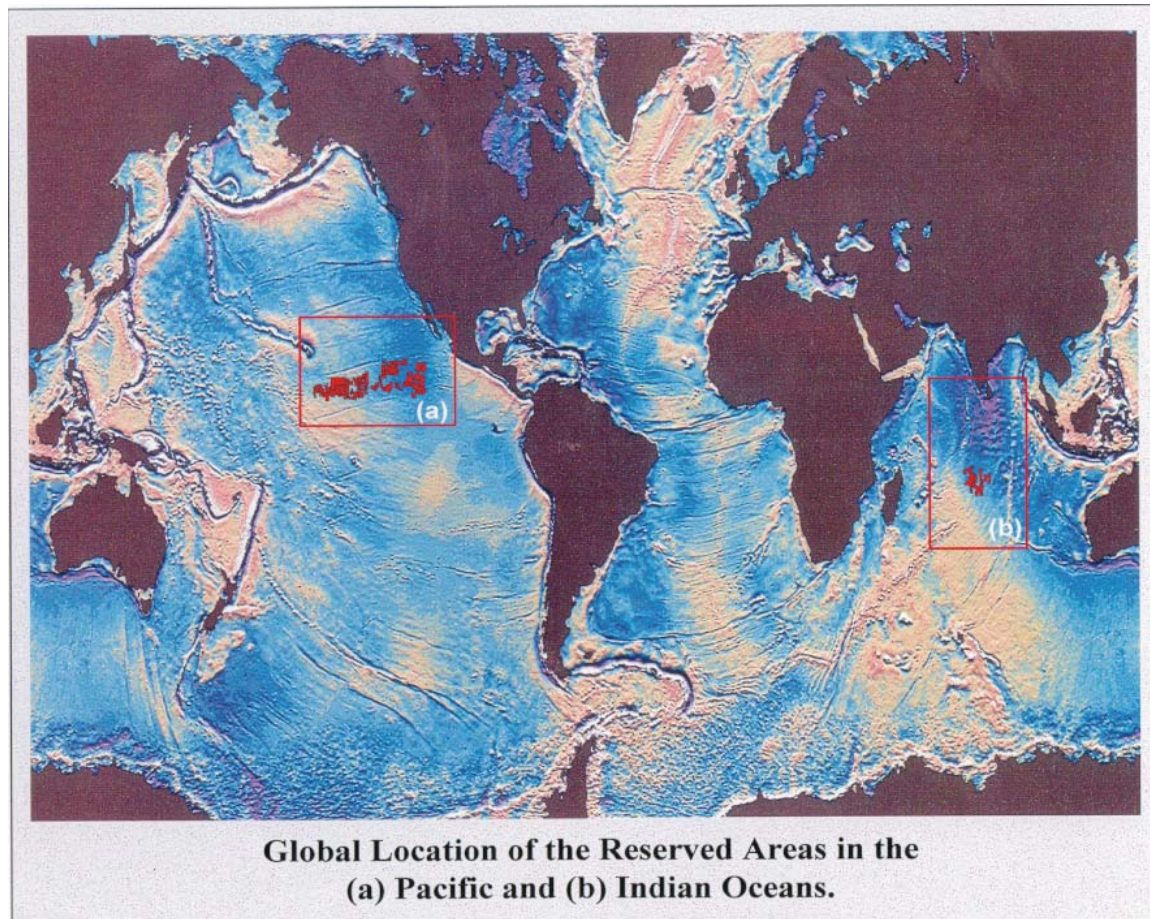 (a)
(b)
Global Location of the Reserved Areas in the
(a) Pacific and (b) Indian Oceans.